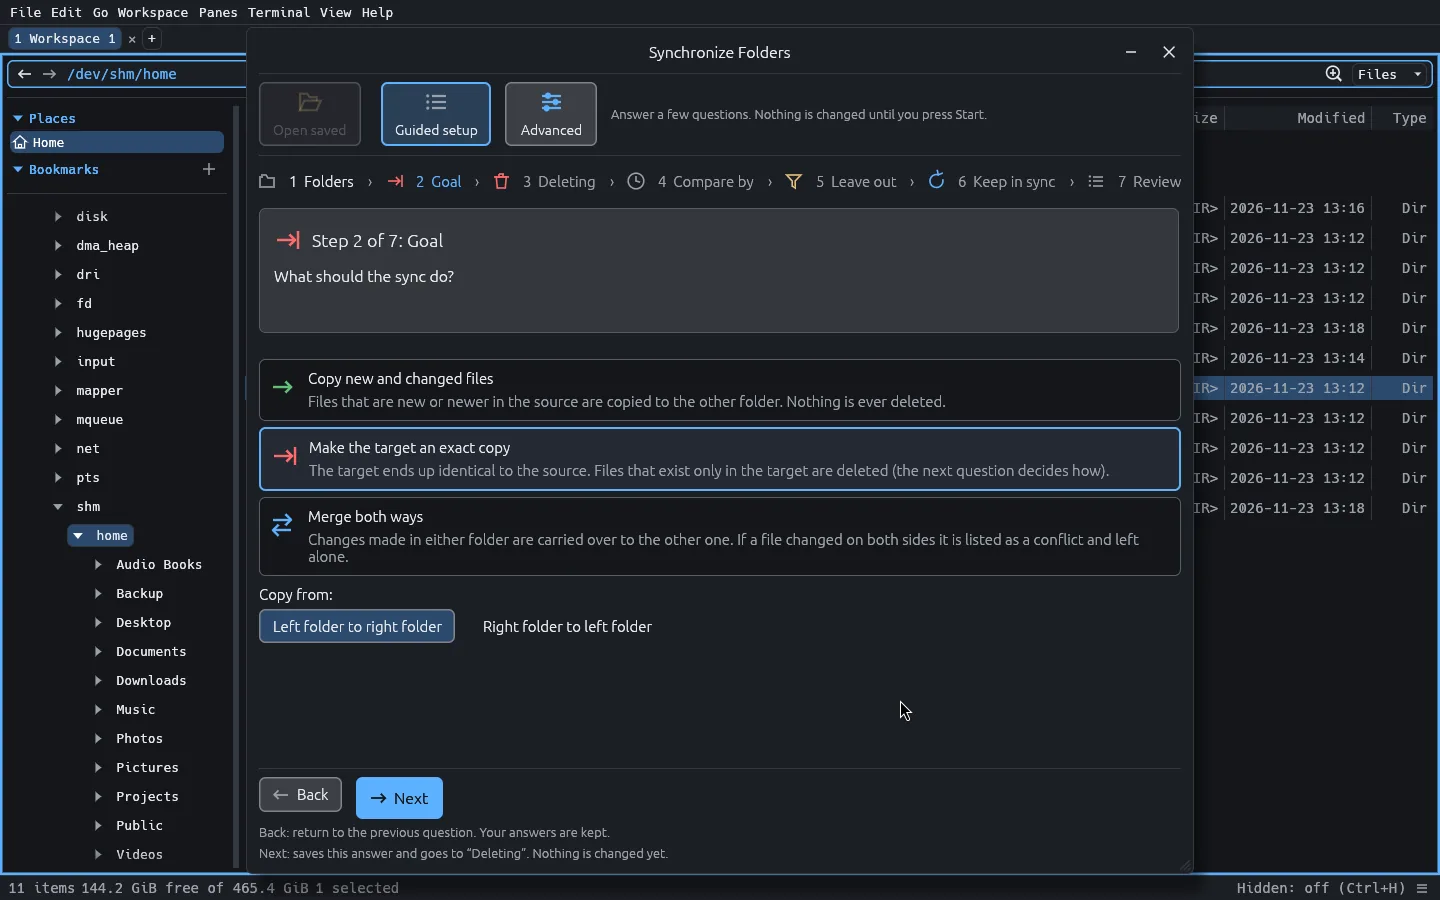 File Edit Go Workspace Panes Terminal View Help
1 Workspace 1 × +
Synchronize Folders
/dev/shm/home
Files
Open saved
Guided setup
Advanced
Answer a few questions. Nothing is changed until you press Start.
Places
Home
Bookmarks
ize Modified Type
1 Folders › 2 Goal › 3 Deleting › 4 Compare by › 5 Leave out › 6 Keep in sync › 7 Review
Step 2 of 7: Goal
What should the sync do?
Copy new and changed files
Files that are new or newer in the source are copied to the other folder. Nothing is ever deleted.
Make the target an exact copy
The target ends up identical to the source. Files that exist only in the target are deleted (the next question decides how).
Merge both ways
Changes made in either folder are carried over to the other one. If a file changed on both sides it is listed as a conflict and left
alone.
Copy from:
Left folder to right folder Right folder to left folder
Back
Next
Back: return to the previous question. Your answers are kept.
Next: saves this answer and goes to “Deleting”. Nothing is changed yet.
disk
dma_heap
dri
fd
hugepages
input
mapper
mqueue
net
pts
shm
home
Audio Books
Backup
Desktop
Documents
Downloads
Music
Photos
Pictures
Projects
Public
Videos
IR> 2026-11-23 13:16 Dir
IR> 2026-11-23 13:12 Dir
IR> 2026-11-23 13:12 Dir
IR> 2026-11-23 13:12 Dir
IR> 2026-11-23 13:18 Dir
IR> 2026-11-23 13:14 Dir
IR> 2026-11-23 13:12 Dir
IR> 2026-11-23 13:12 Dir
IR> 2026-11-23 13:12 Dir
IR> 2026-11-23 13:12 Dir
IR> 2026-11-23 13:18 Dir
11 items 144.2 GiB free of 465.4 GiB 1 selected
Hidden: off (Ctrl+H)